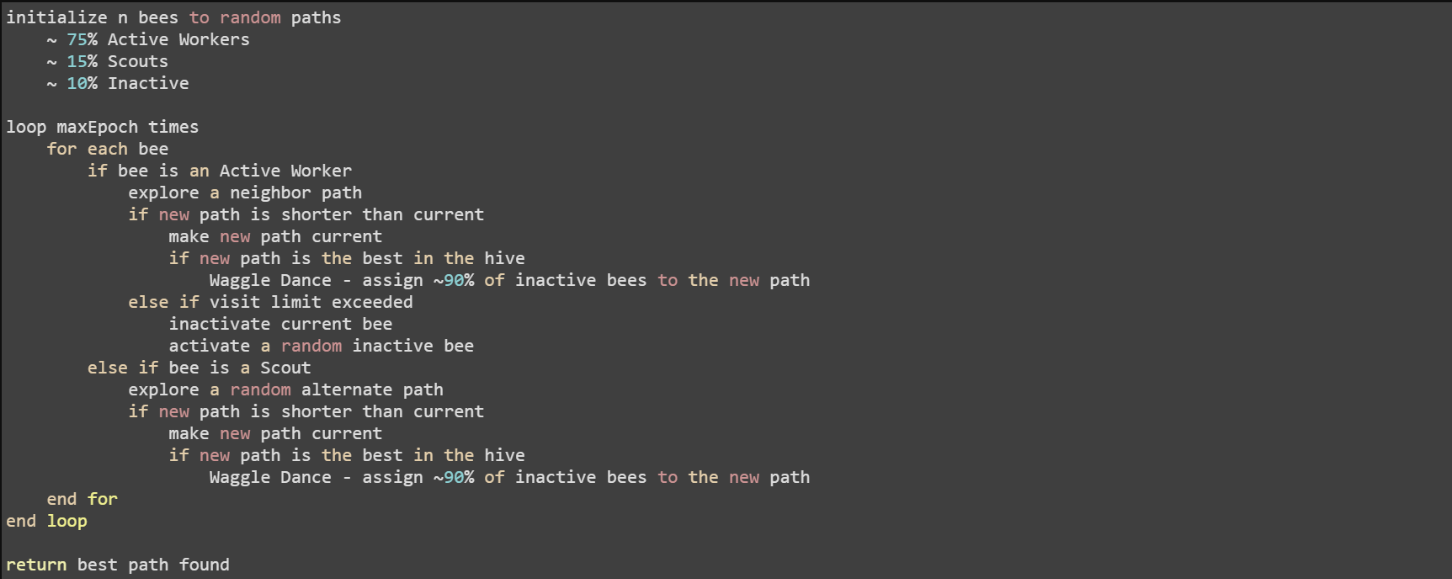 initialize n bees to random paths
    ~ 75% Active Workers
    ~ 15% Scouts
    ~ 10% Inactive

loop maxEpoch times
    for each bee
        if bee is an Active Worker
            explore a neighbor path
            if new path is shorter than current
                make new path current
                if new path is the best in the hive
                    Waggle Dance - assign ~90% of inactive bees to the new path
            else if visit limit exceeded
                inactivate current bee
                activate a random inactive bee
        else if bee is a Scout
            explore a random alternate path
            if new path is shorter than current
                make new path current
                if new path is the best in the hive
                    Waggle Dance - assign ~90% of inactive bees to the new path
    end for
end loop

return best path found